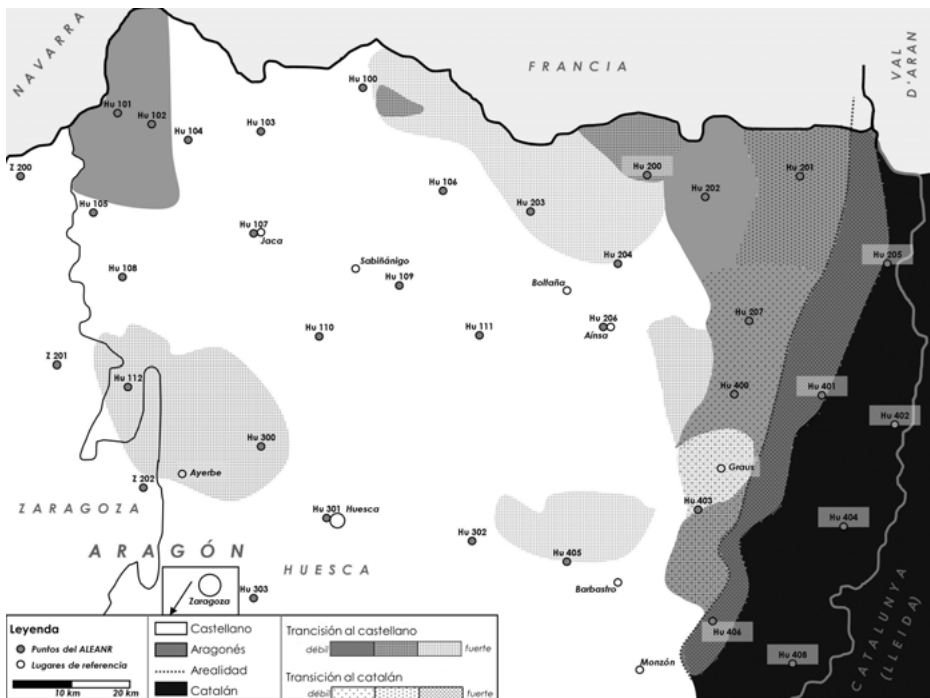 NAVARRA
FRANCIA
VAL
D'ARAN
Hu 100
Hu 101
Hu 102
Hu 103
Hu 104
Z 200
Hu 200
Hu 201
Hu 106
Hu 202
Hu 105
Hu 203
Hu 107
Jaca
Hu 204
Hu 205
Sabiñánigo
Hu 108
Hu 109
Boltaña
Hu 110
Hu 111
Hu 206
Aínsa
Hu 207
Z 201
Hu 112
Hu 400
Hu 401
Hu 402
Hu 300
Ayerbe
Graus
Z 202
Hu 403
ZARAGOZA
Hu 301
Huesca
Hu 404
Hu 302
ARAGÓN
HUESCA
Hu 405
Barbastro
Zaragoza
Hu 303
Hu 406
Hu 408
Monzón
CATALUNYA
(LLEIDA)
Leyenda
Puntos del ALEANR
Lugares de referencia
10 km 20 km
Castellano
Aragonés
Arealidad
Catalán
Trancisión al castellano
débil fuerte
Transición al catalán
débil fuerte